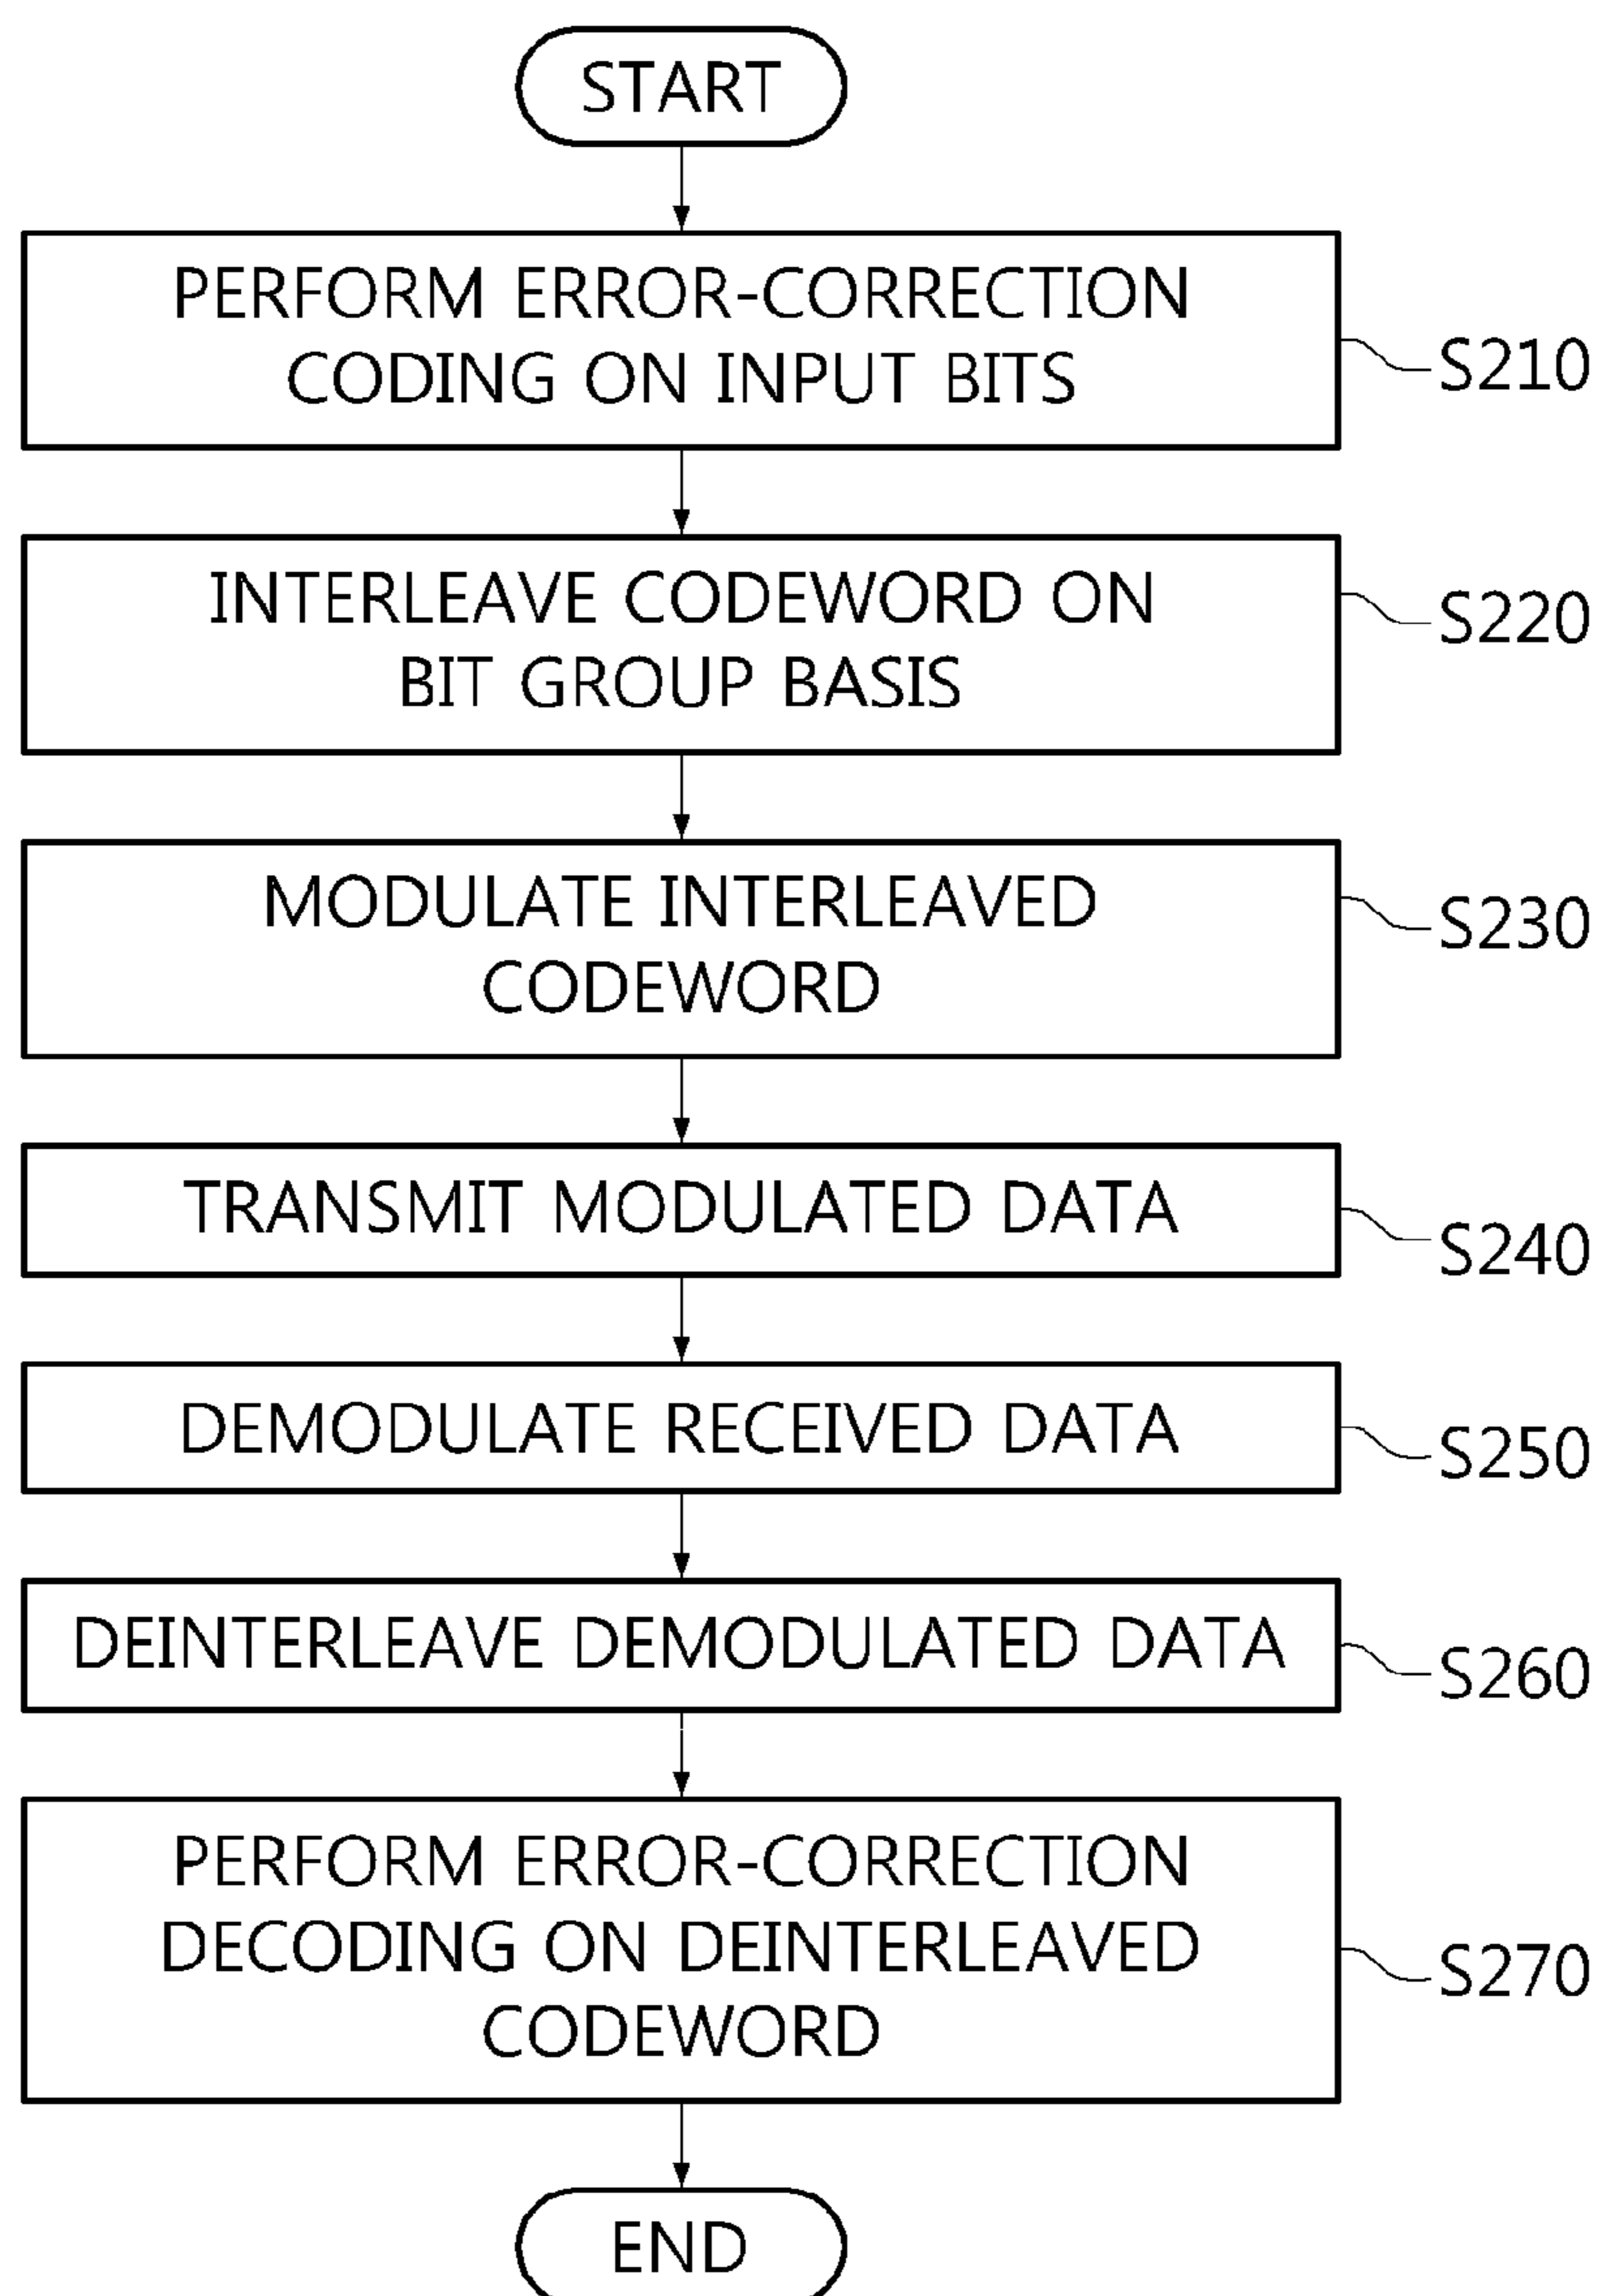 START
PERFORM ERROR-CORRECTION
CODING ON INPUT BITS
S210
INTERLEAVE CODEWORD ON
BIT GROUP BASIS
S220
MODULATE INTERLEAVED
CODEWORD
S230
TRANSMIT MODULATED DATA
S240
DEMODULATE RECEIVED DATA
S250
DEINTERLEAVE DEMODULATED DATA
S260
PERFORM ERROR-CORRECTION
DECODING ON DEINTERLEAVED
CODEWORD
S270
END